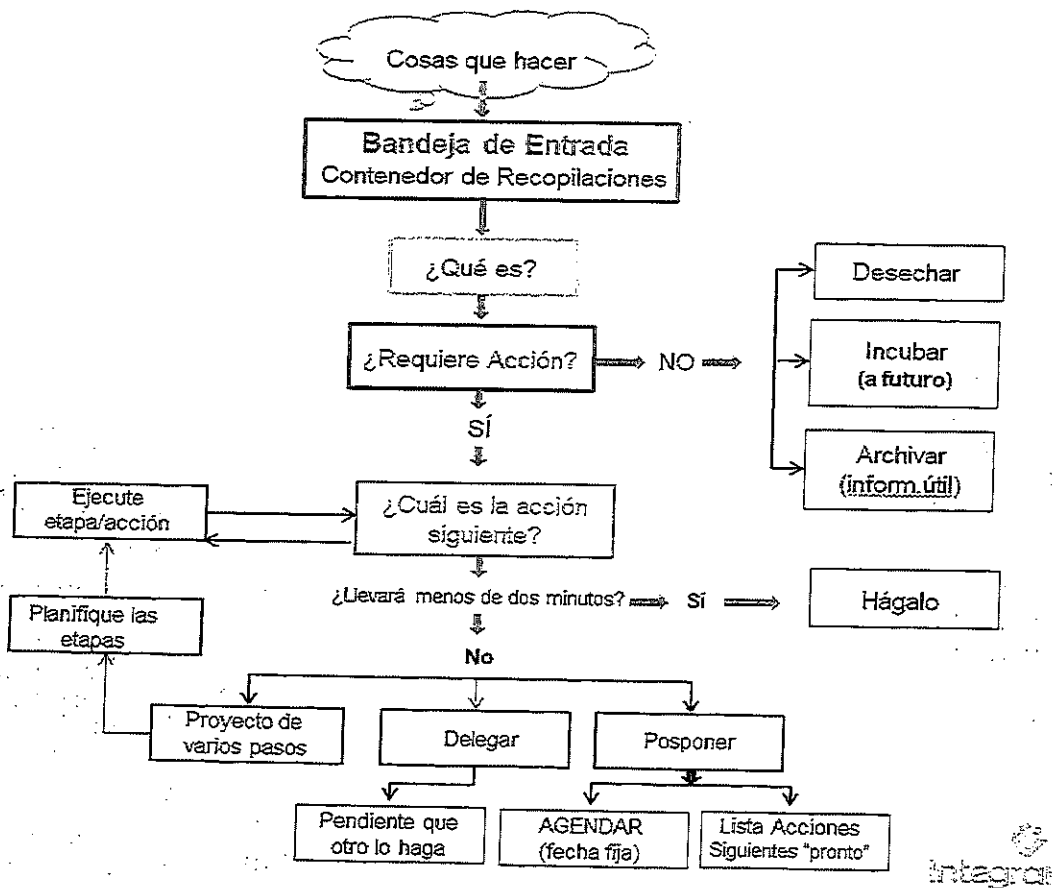 Cosas que hacer
Bandeja de Entrada
Contenedor de Recopilaciones
¿Qué es?
¿Requiere Acción?
NO
Desechar
Incubar
(a futuro)
Archivar
(inform.útil)
SÍ
¿Cuál es la acción
siguiente?
Ejecute
etapa/acción
Planifique las
etapas
¿Llevará menos de dos minutos?
Sí
Hágalo
No
Proyecto de
varios pasos
Delegar
Posponer
Pendiente que
otro lo haga
AGENDAR
(fecha fija)
Lista Acciones
Siguientes "pronto"